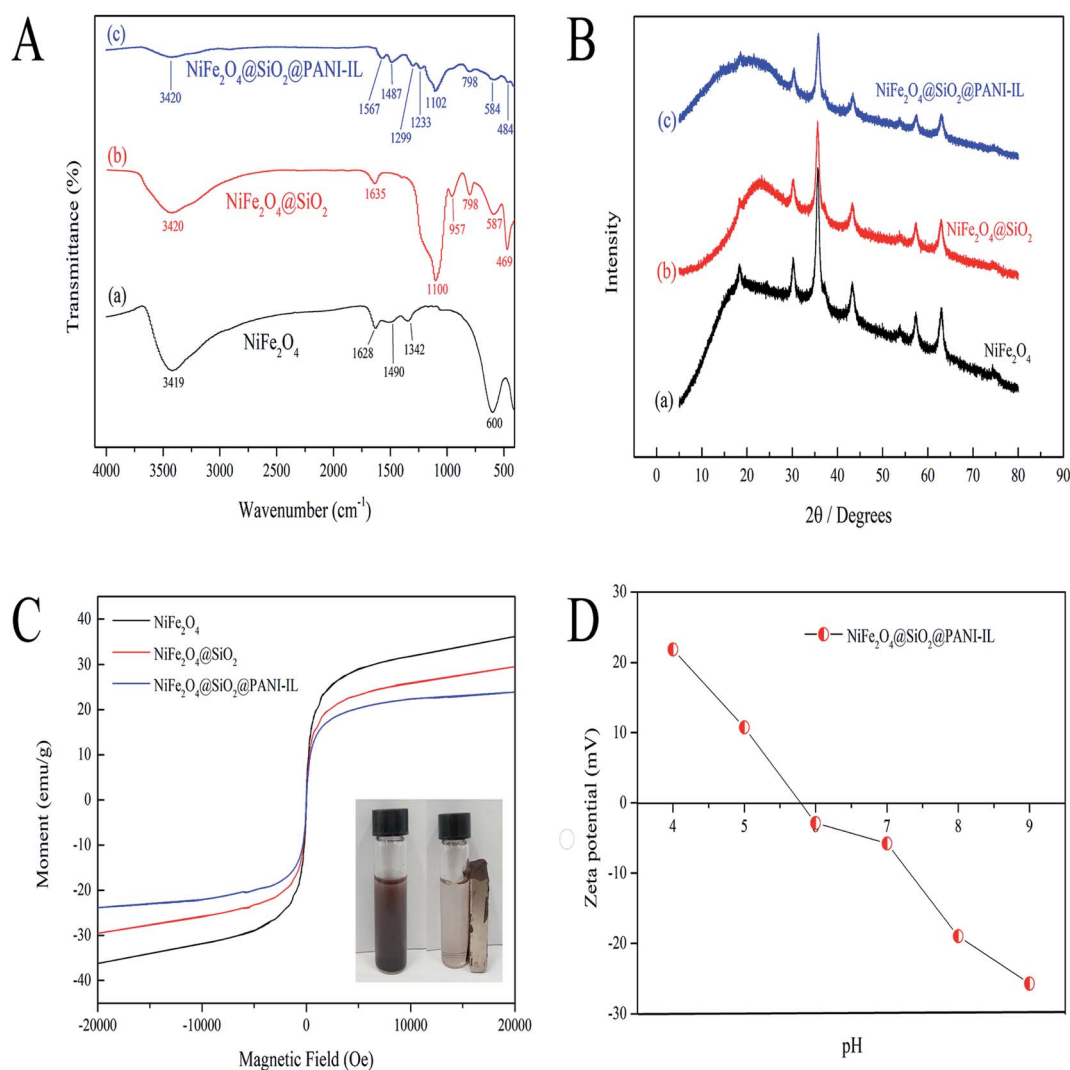 A
(c)
NiFe₂O₄@SiO₂@PANI-IL
3420
1567
1487
1299
1233
1102
798
584
484
(b)
NiFe₂O₄@SiO₂
3420
1635
1100
957
798
587
469
(a)
NiFe₂O₄
3419
1628
1490
1342
600
Transmittance (%)
4000 3500 3000 2500 2000 1500 1000 500
Wavenumber (cm⁻¹)
B
NiFe₂O₄@SiO₂@PANI-IL
(c)
NiFe₂O₄@SiO₂
(b)
NiFe₂O₄
(a)
Intensity
0 10 20 30 40 50 60 70 80 90
2θ / Degrees
C
NiFe₂O₄
NiFe₂O₄@SiO₂
NiFe₂O₄@SiO₂@PANI-IL
40
30
20
10
0
-10
-20
-30
-40
Moment (emu/g)
-20000 -10000 0 10000 20000
Magnetic Field (Oe)
D
NiFe₂O₄@SiO₂@PANI-IL
30
20
10
0
-10
-20
-30
Zeta potential (mV)
4 5 6 7 8 9
pH